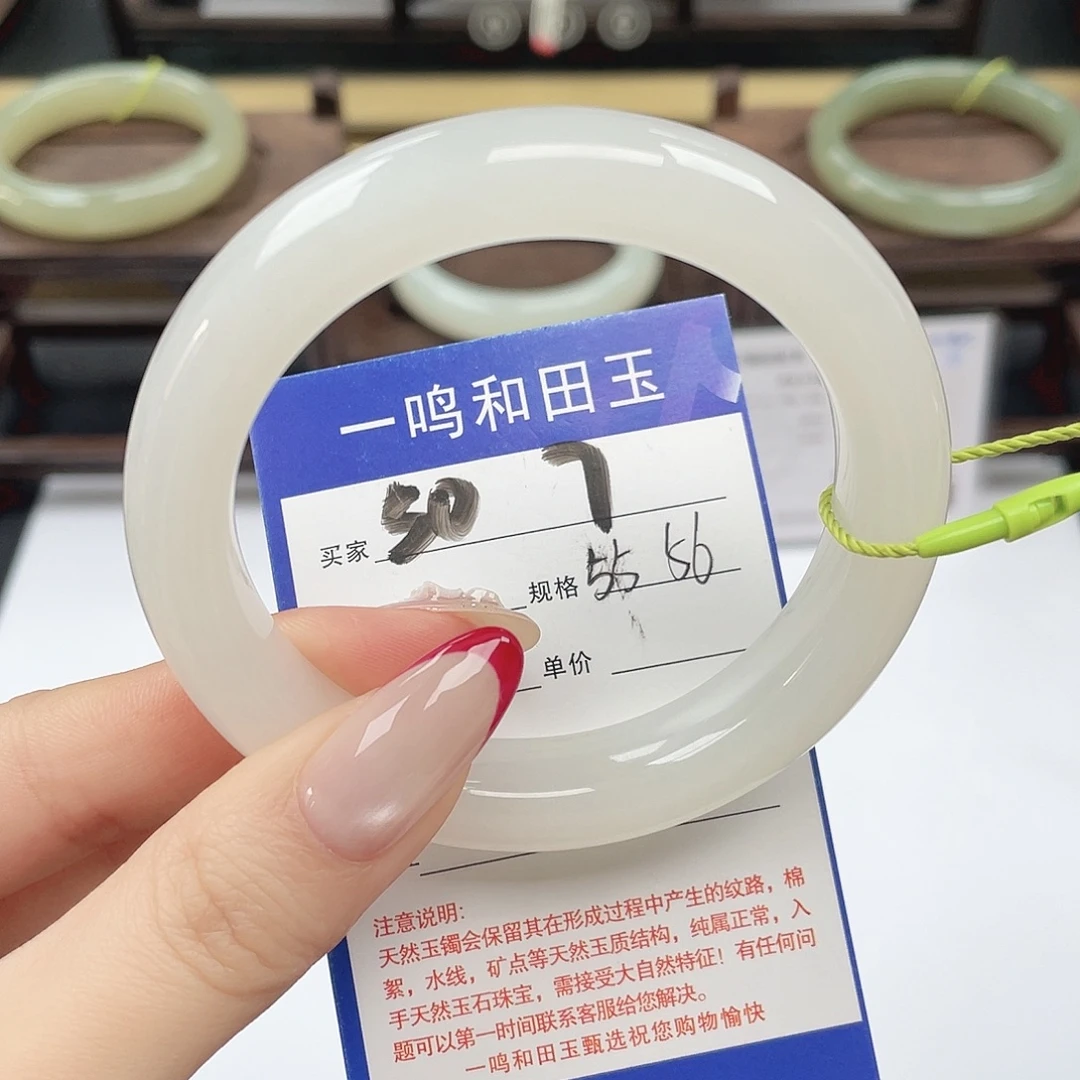 一鸣和田玉
买家 50 7
规格 55 56
单价
注意说明:
天然玉镯会保留其在形成过程中产生的纹路，棉
絮，水线，矿点等天然玉质结构，纯属正常，入
手天然玉石珠宝，需接受大自然特征！有任何问
题可以第一时间联系客服给您解决。
一鸣和田玉甄选祝您购物愉快